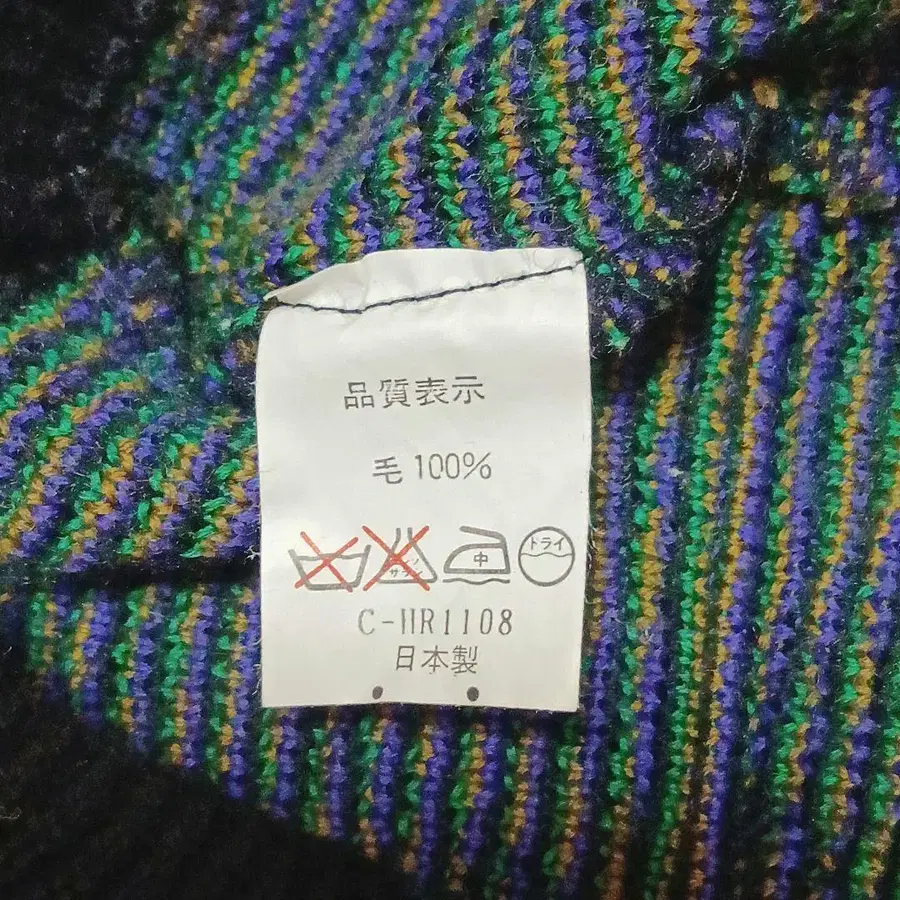 品質表示
毛 100%
中 ドライ
C-HR1108
日本製